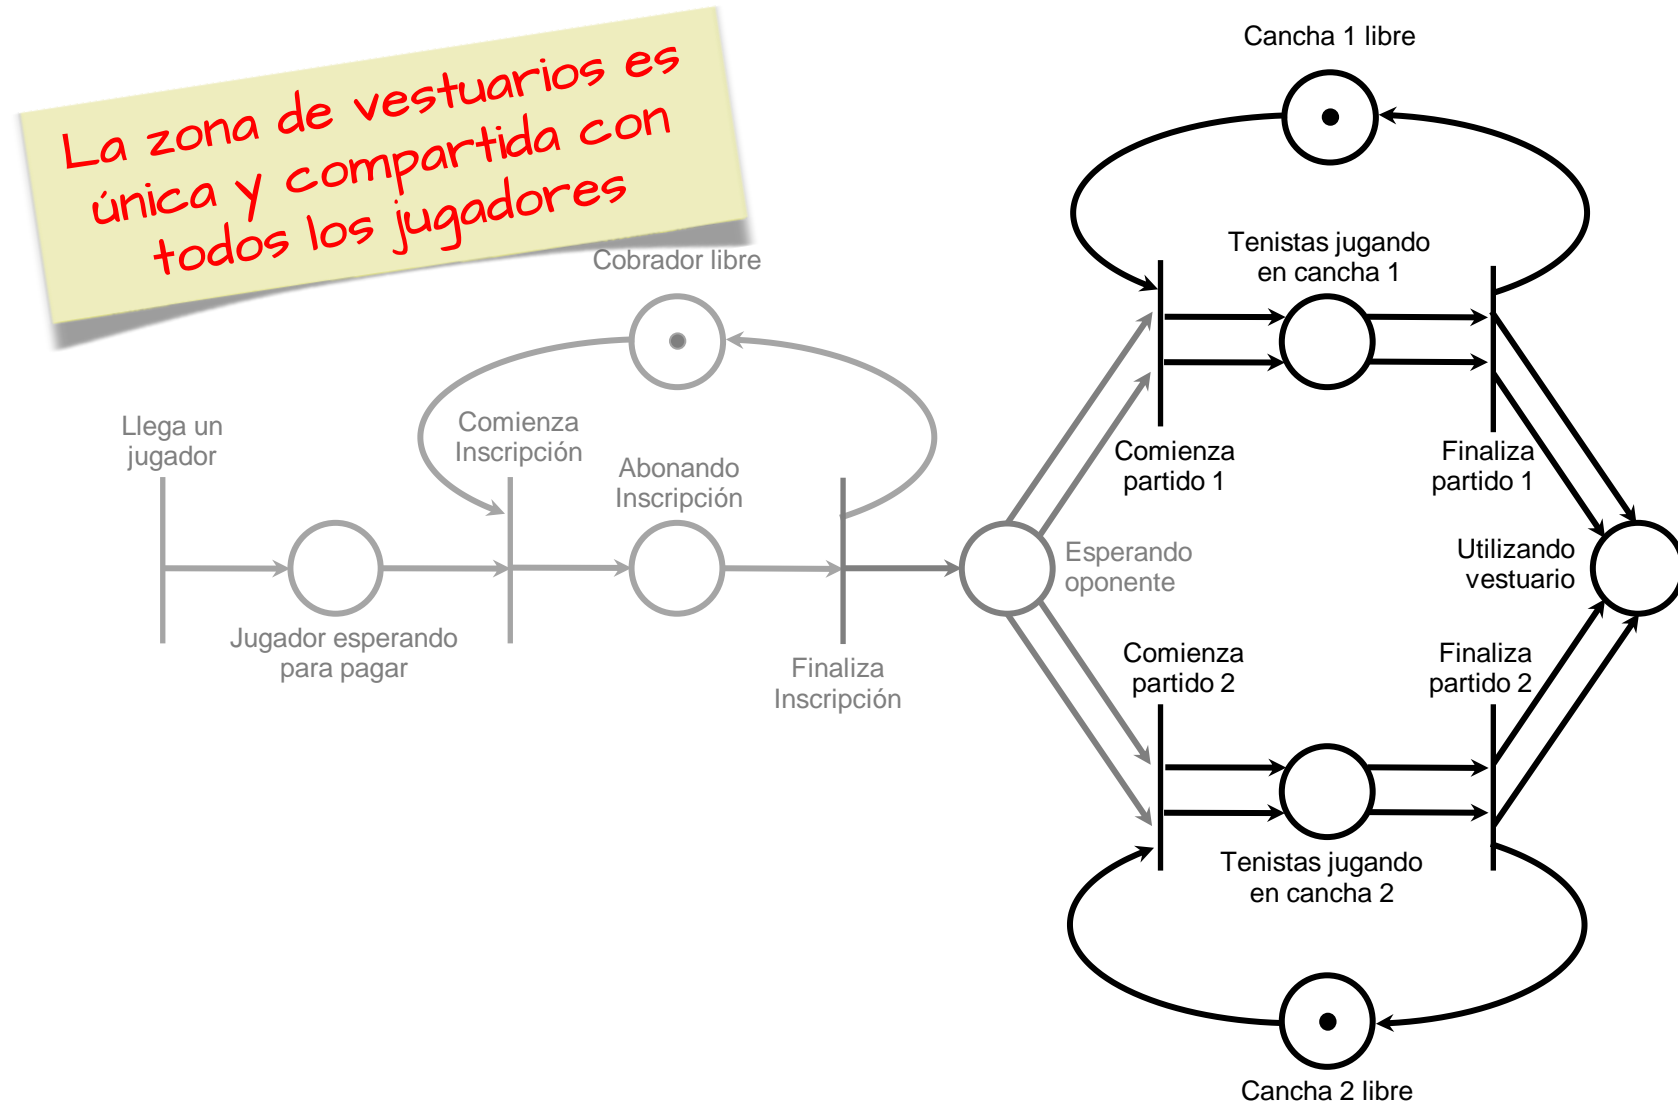 La zona de vestuarios es
única y compartida con
todos los jugadores
Cancha 1 libre
Tenistas jugando
en cancha 1
Cobrador libre
Llega un
jugador
Comienza
Inscripción
Abonando
Inscripción
Comienza
partido 1
Finaliza
partido 1
Jugador esperando
para pagar
Finaliza
Inscripción
Esperando
oponente
Utilizando
vestuario
Comienza
partido 2
Finaliza
partido 2
Tenistas jugando
en cancha 2
Cancha 2 libre